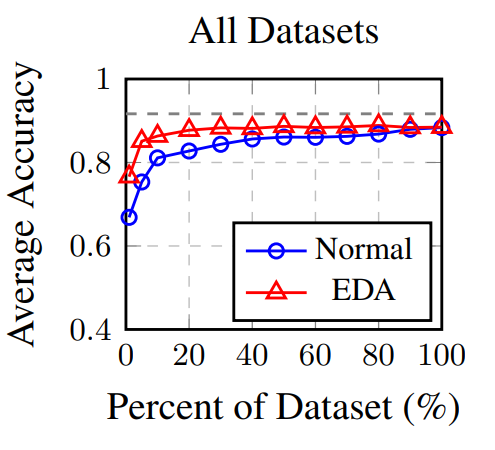 All Datasets
Average Accuracy
1
0.8
0.6
0.4
Normal
EDA
0 20 40 60 80 100
Percent of Dataset (%)